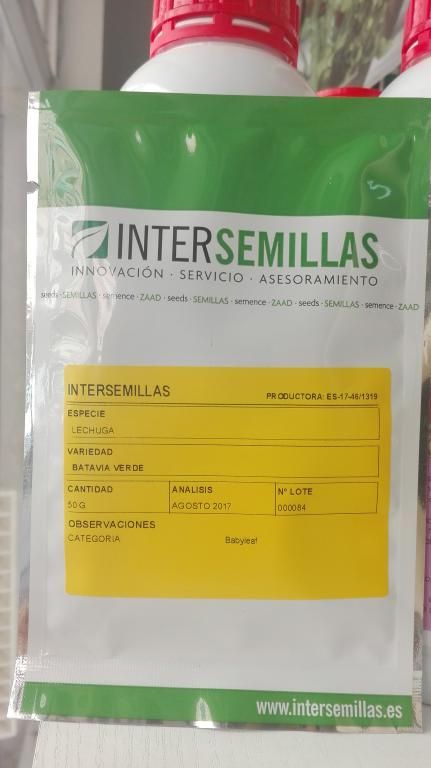 INTERSEMILLAS
INNOVACIÓN · SERVICIO · ASESORAMIENTO
seeds · SEMILLAS · semence · ZAAD · seeds · SEMILLAS · semence · ZAAD · seeds · SEMILLAS · semence · ZAAD
INTERSEMILLAS PRODUCTORA: ES-17-46/1319
ESPECIE
LECHUGA
VARIEDAD
BATAVIA VERDE
CANTIDAD ANALISIS Nº LOTE
50 G AGOSTO 2017 000084
OBSERVACIONES
CATEGORIA Babyleaf
www.intersemillas.es